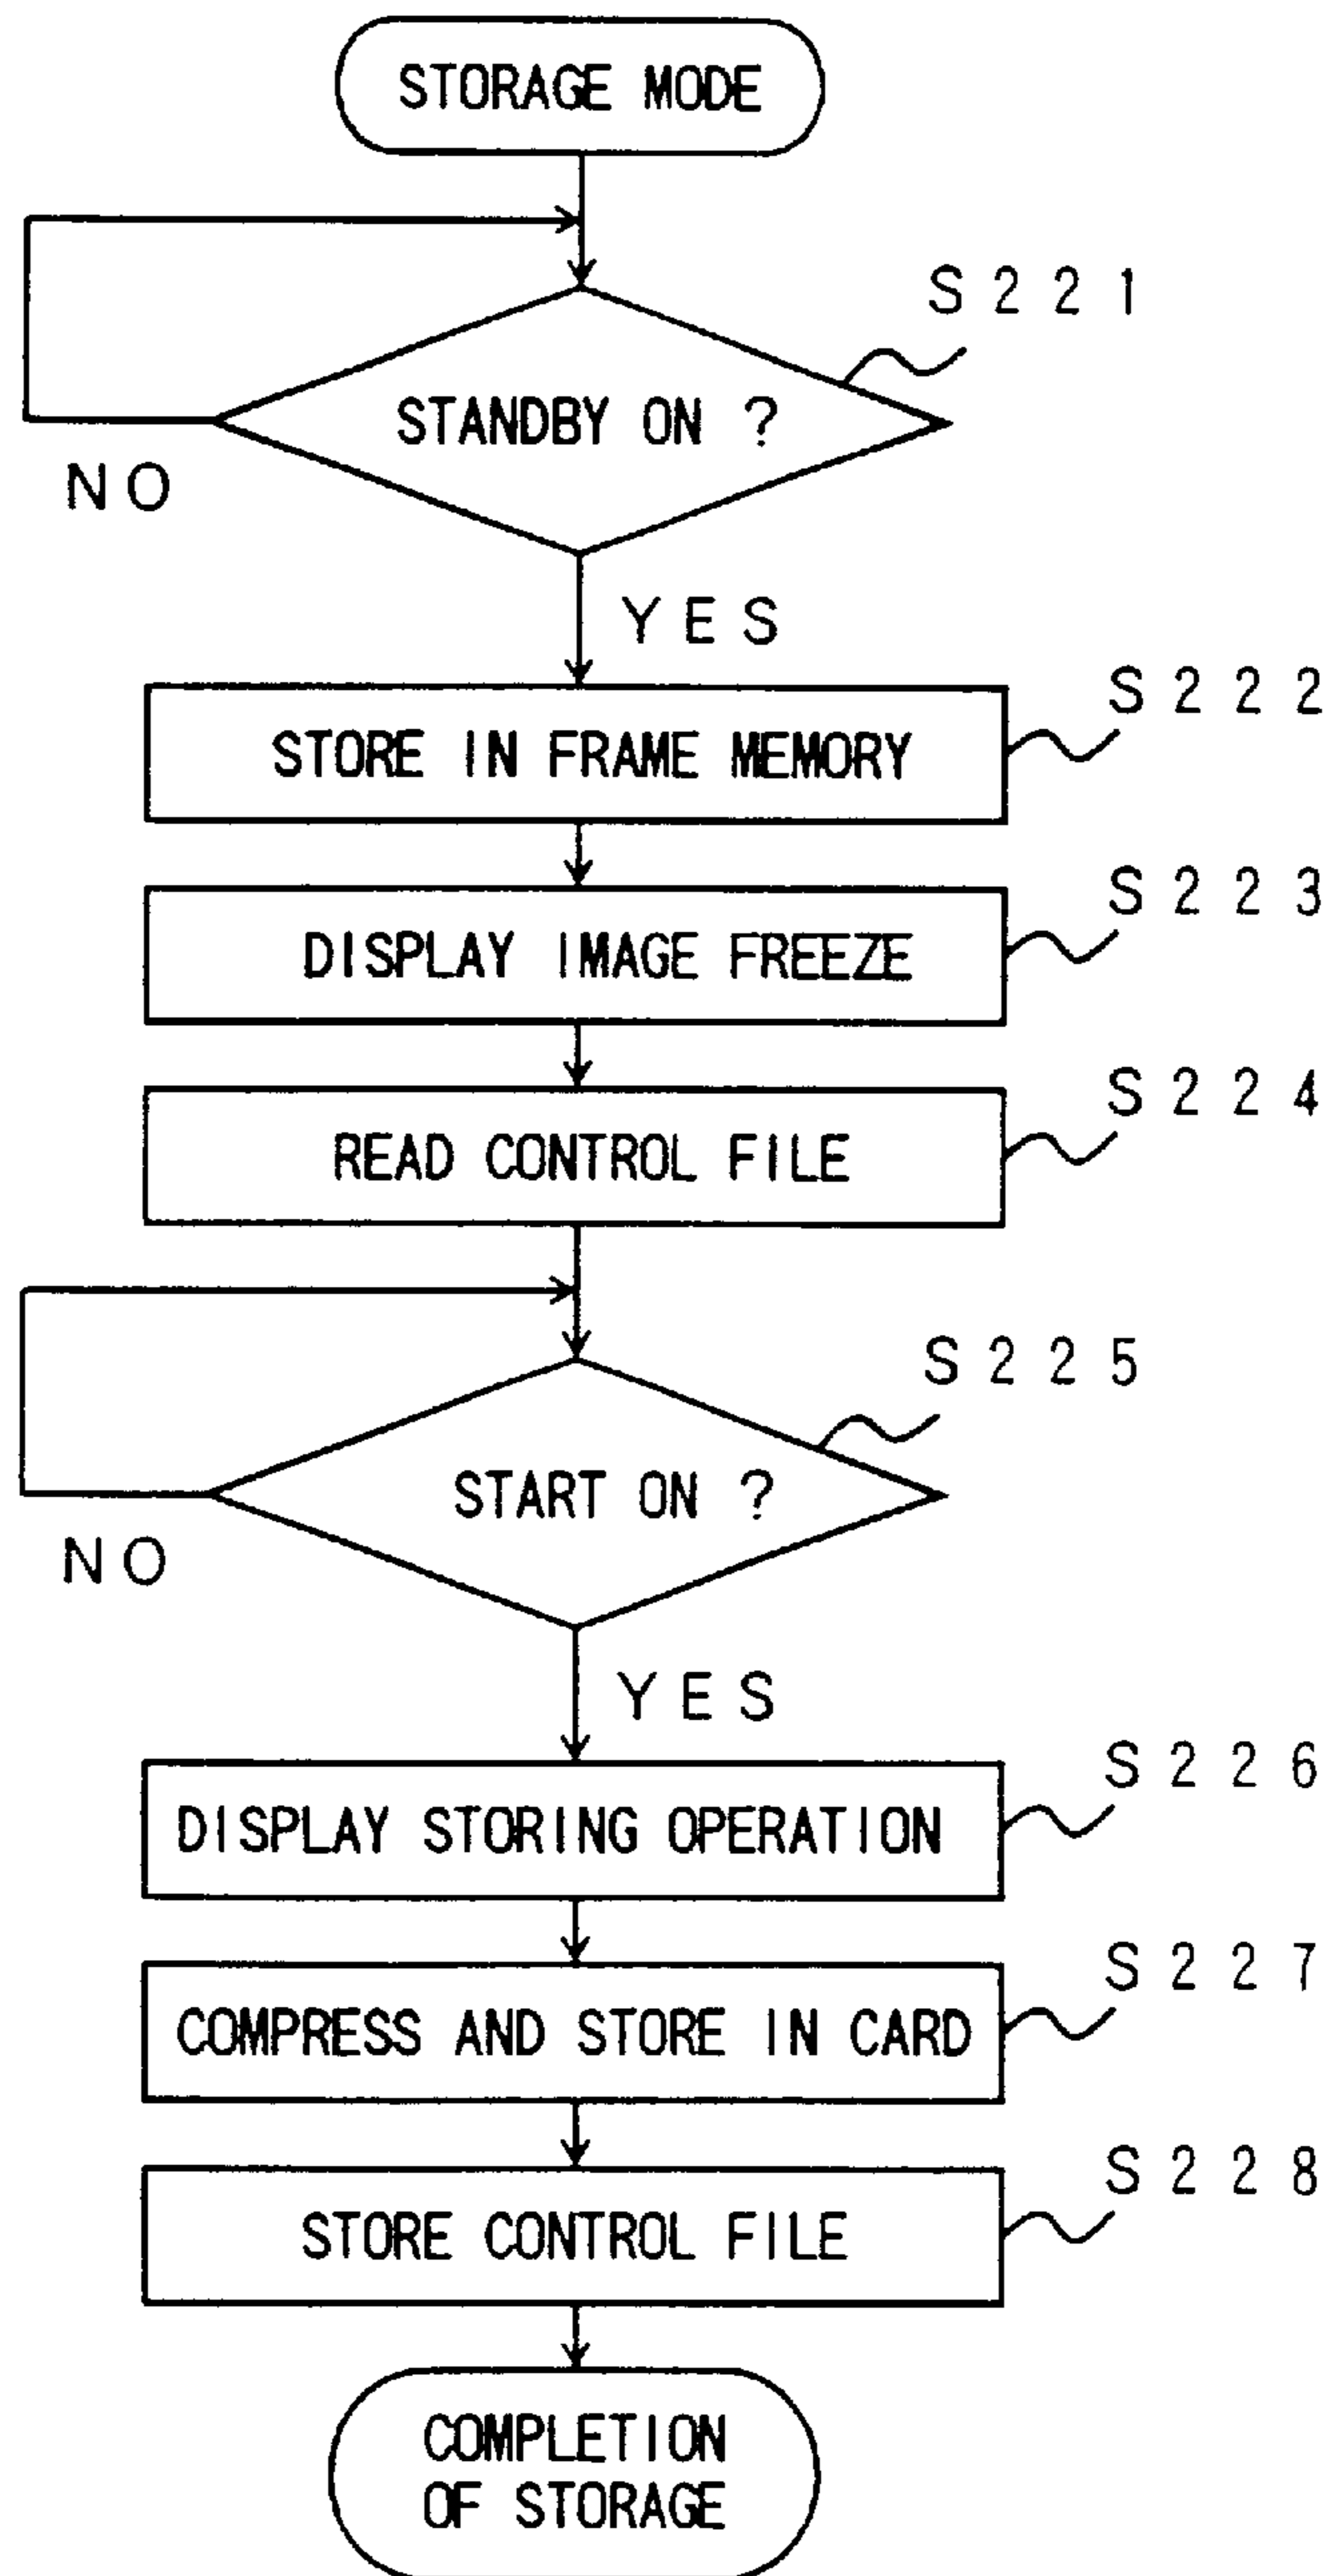 STORAGE MODE
S221
STANDBY ON ?
NO
YES
S222
STORE IN FRAME MEMORY
S223
DISPLAY IMAGE FREEZE
S224
READ CONTROL FILE
S225
START ON ?
NO
YES
S226
DISPLAY STORING OPERATION
S227
COMPRESS AND STORE IN CARD
S228
STORE CONTROL FILE
COMPLETION
OF STORAGE